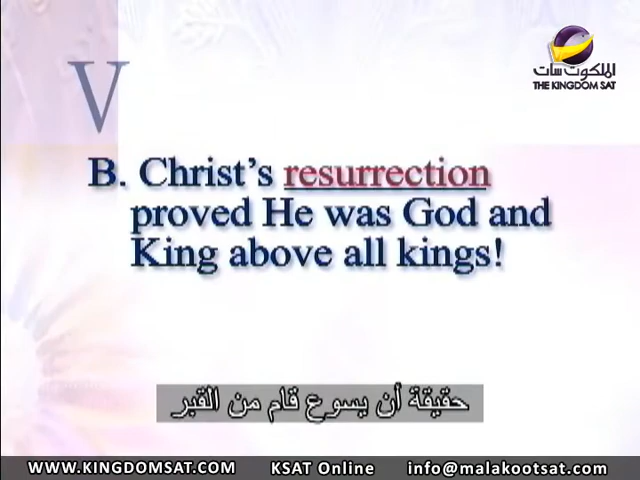 الملكوت سات
THE KINGDOM SAT
V
B. Christ's resurrection
proved He was God and
King above all kings!
حقيقة أن يسوع قام من القبر
WWW.KINGDOMSAT.COM KSAT Online info@malakootsat.com